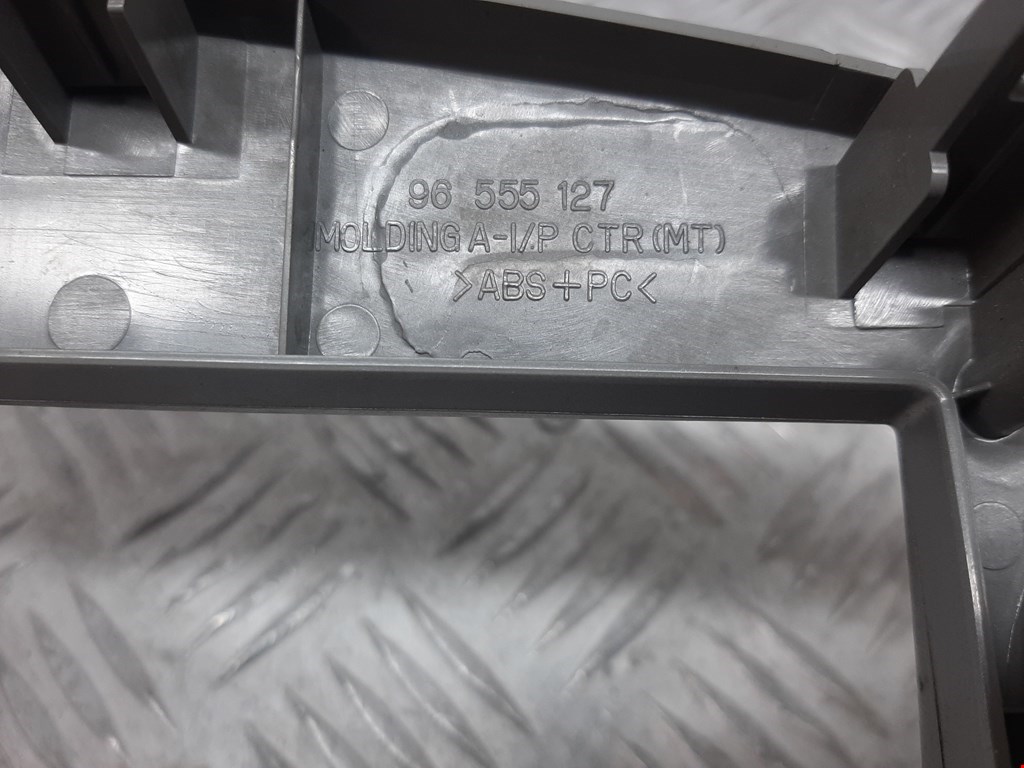 96 555 127
MOLDING A-I/P CTR (MT)
>ABS+PC<